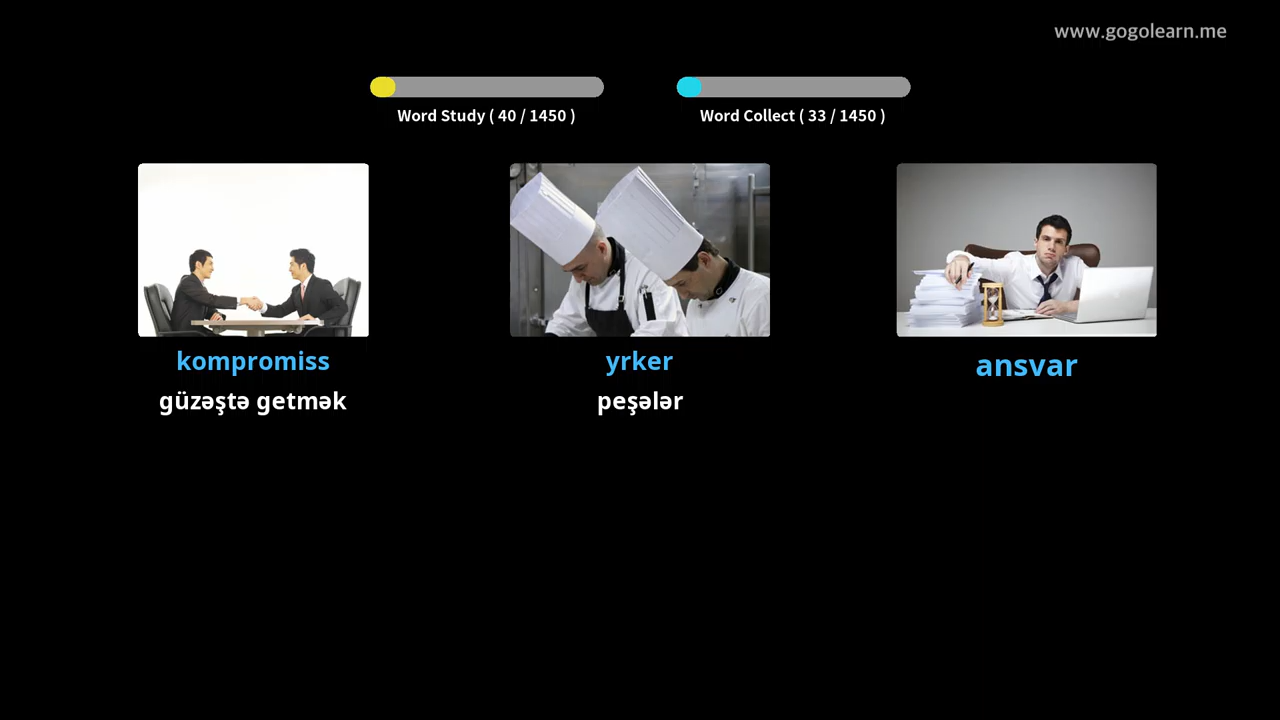 www.gogolearn.me
Word Study ( 40 / 1450 )
Word Collect ( 33 / 1450 )
kompromiss
güzəştə getmək
yrker
peşələr
ansvar